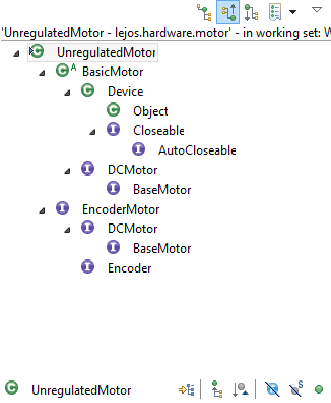 'UnregulatedMotor - lejos.hardware.motor' - in working set: W
UnregulatedMotor
BasicMotor
Device
Object
Closeable
AutoCloseable
DCMotor
BaseMotor
EncoderMotor
DCMotor
BaseMotor
Encoder
UnregulatedMotor